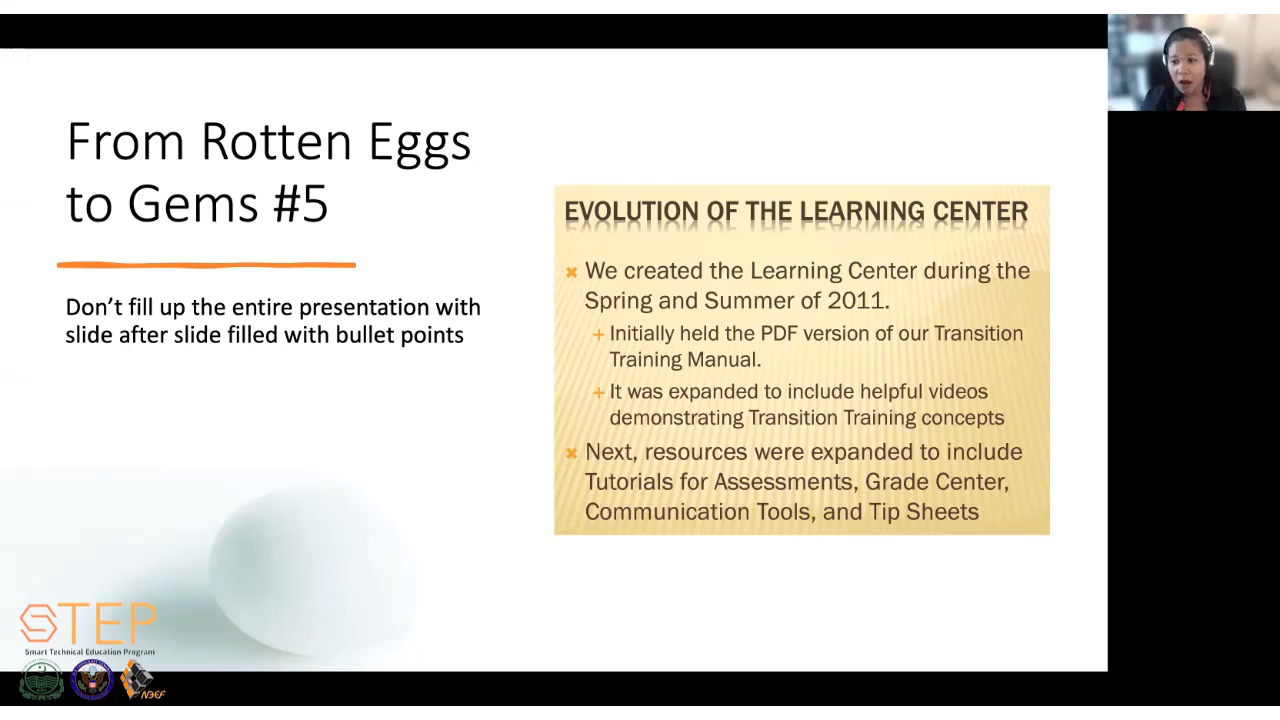 From Rotten Eggs
to Gems #5
Don’t fill up the entire presentation with
slide after slide filled with bullet points
EVOLUTION OF THE LEARNING CENTER
We created the Learning Center during the
Spring and Summer of 2011.
Initially held the PDF version of our Transition
Training Manual.
It was expanded to include helpful videos
demonstrating Transition Training concepts
Next, resources were expanded to include
Tutorials for Assessments, Grade Center,
Communication Tools, and Tip Sheets
STEP
Smart Technical Education Program